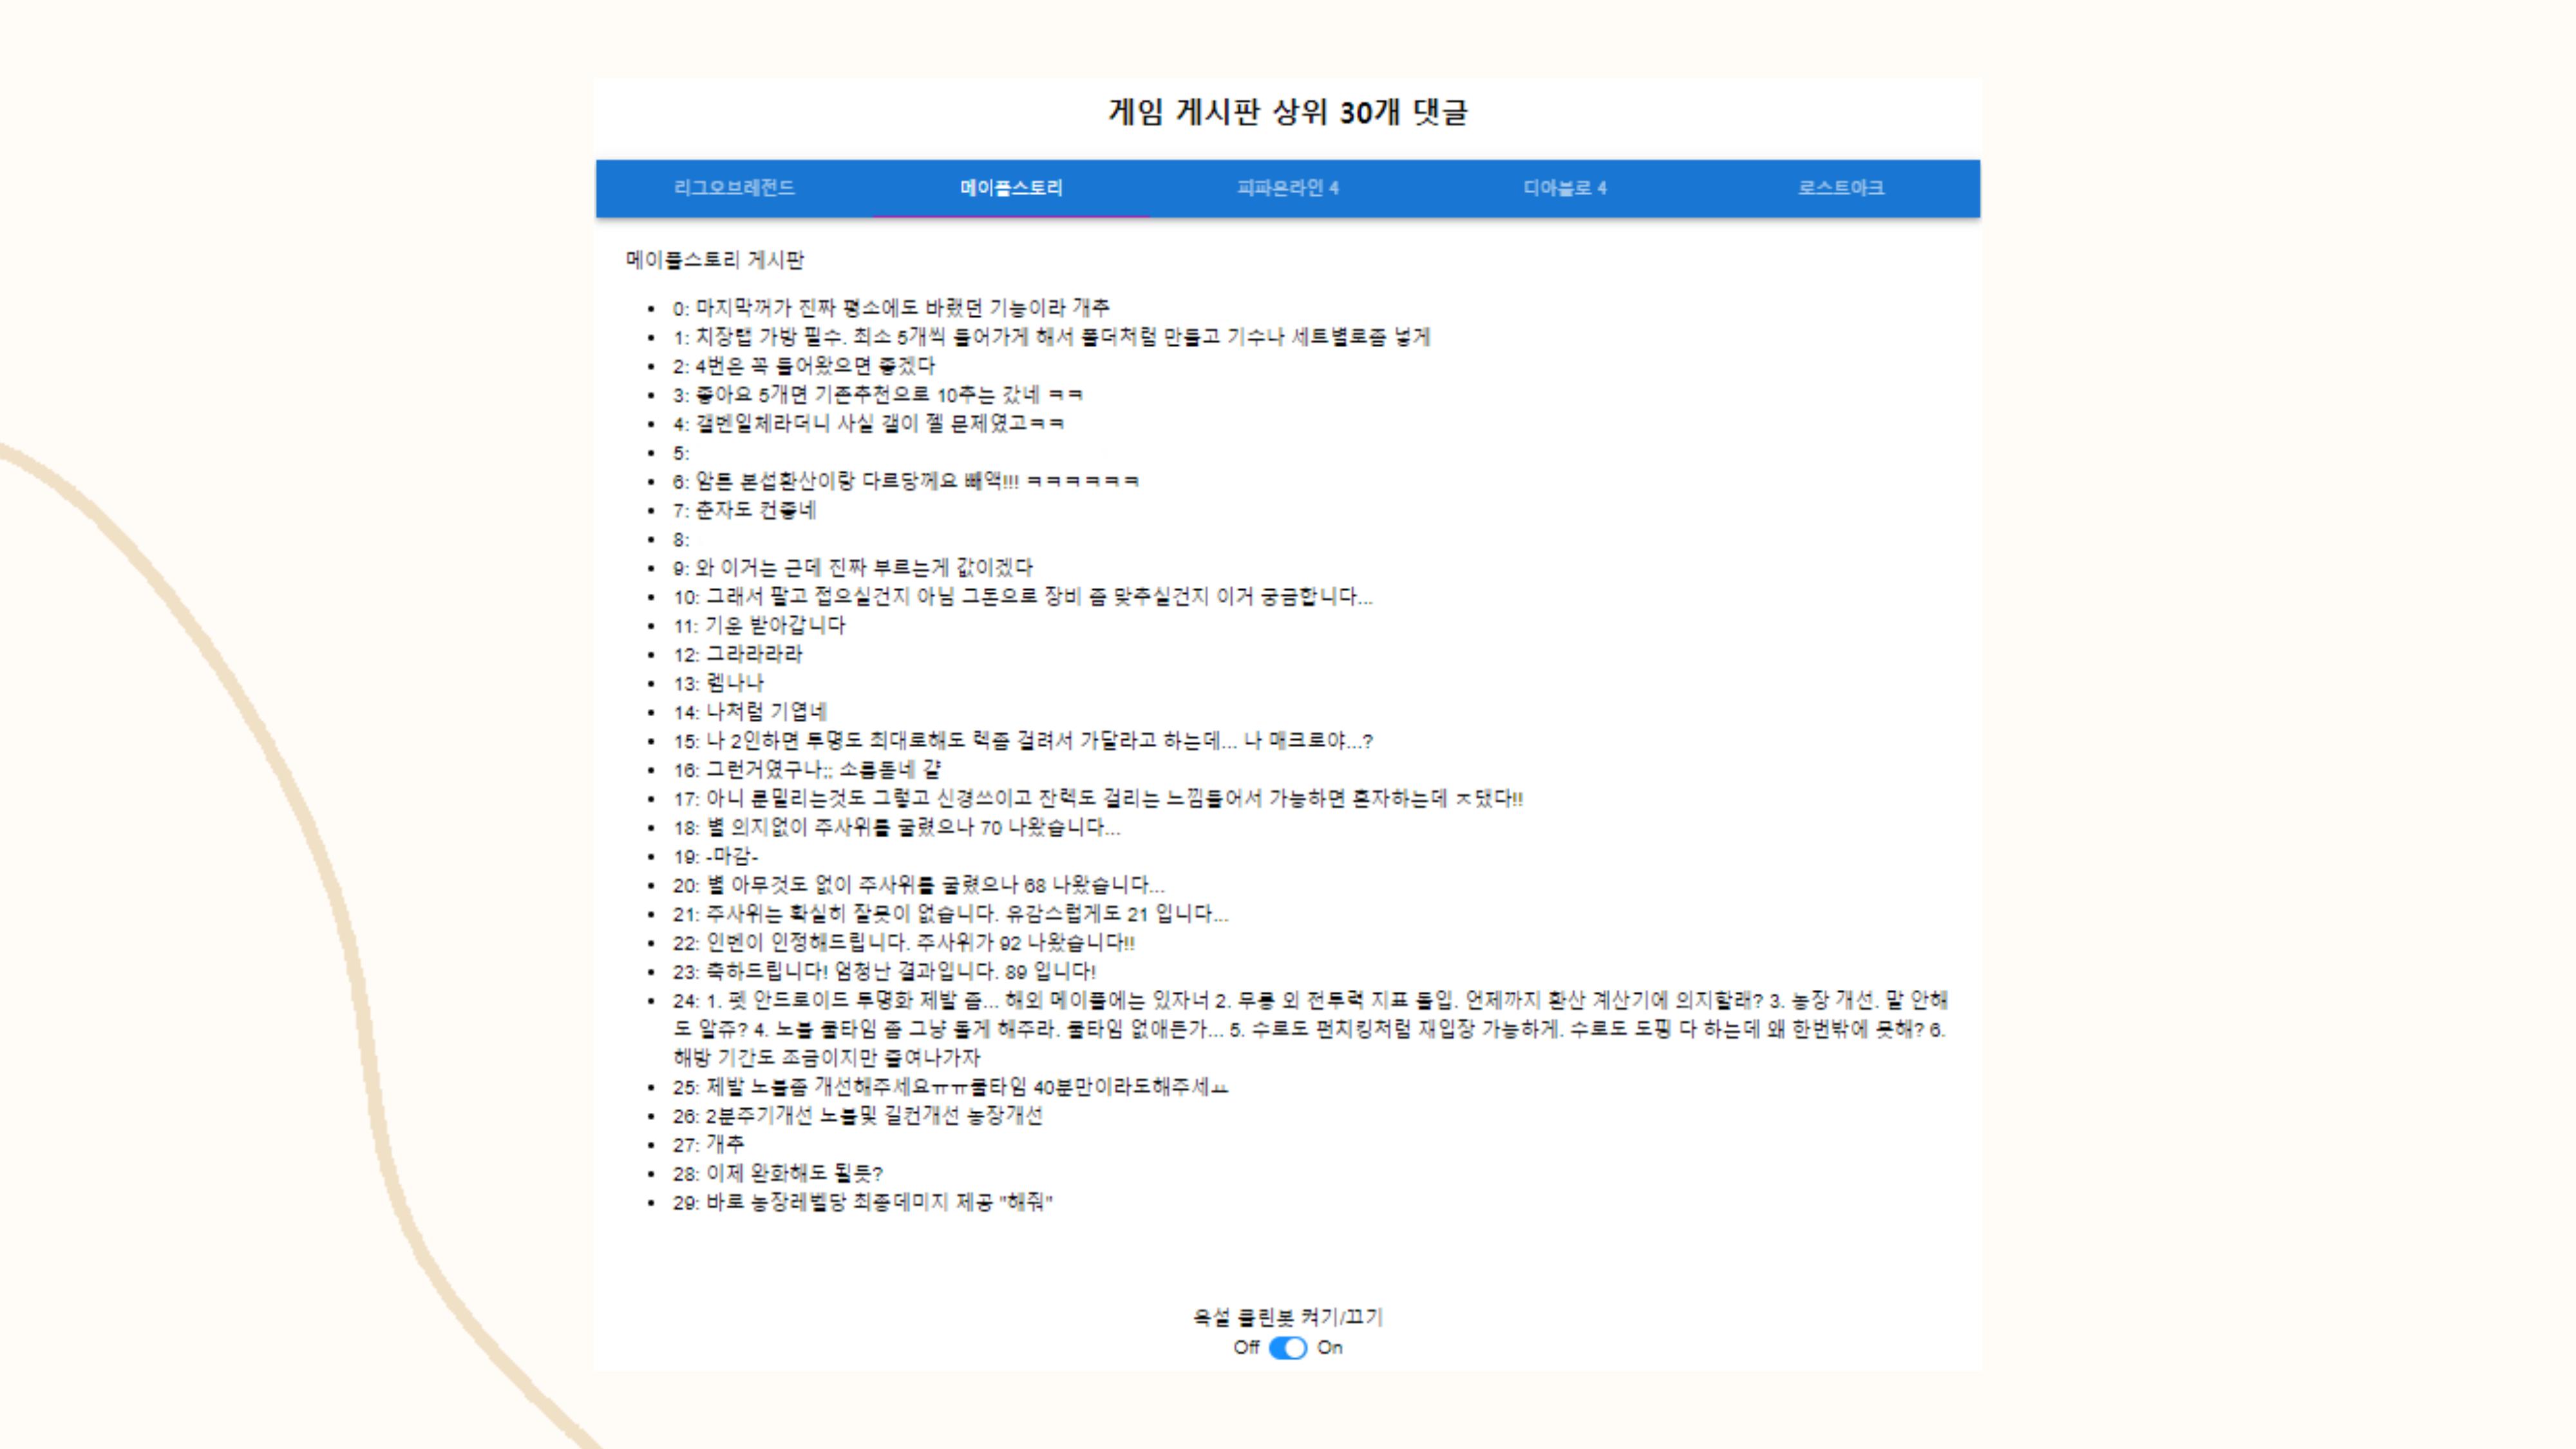 게임 게시판 상위 30개 댓글
리그오브레전드 메이플스토리 피파온라인 4 디아블로 4 로스트아크
메이플스토리 게시판
0: 마지막꺼가 진짜 평소에도 바랬던 기능이라 개추
1: 치장탭 가방 필수. 최소 5개씩 들어가게 해서 폴더처럼 만들고 기수나 세트별로좀 넣게
2: 4번은 꼭 들어왔으면 좋겠다
3: 좋아요 5개면 기존추천으로 10추는 갔네 ㅋㅋ
4: 갤벤일체라더니 사실 갤이 젤 문제였고ㅋㅋ
5:
6: 암튼 본섭환산이랑 다르당께요 빼액!!! ㅋㅋㅋㅋㅋㅋ
7: 춘자도 컨좋네
8:
9: 와 이거는 근데 진짜 부르는게 값이겠다
10: 그래서 팔고 접으실건지 아님 그돈으로 장비 좀 맞추실건지 이거 궁금합니다...
11: 기운 받아갑니다
12: 그라라라라
13: 렘나나
14: 나처럼 기엽네
15: 나 2인하면 투명도 최대로해도 렉좀 걸려서 가달라고 하는데... 나 매크로야...?
16: 그런거였구나;; 소름돋네 걀
17: 아니 룬밀리는것도 그렇고 신경쓰이고 잔렉도 걸리는 느낌들어서 가능하면 혼자하는데 ㅈ댔다!!
18: 별 의지없이 주사위를 굴렸으나 70 나왔습니다...
19: -마감-
20: 별 아무것도 없이 주사위를 굴렸으나 68 나왔습니다...
21: 주사위는 확실히 잘못이 없습니다. 유감스럽게도 21 입니다...
22: 인벤이 인정해드립니다. 주사위가 92 나왔습니다!!
23: 축하드립니다! 엄청난 결과입니다. 89 입니다!
24: 1. 펫 안드로이드 투명화 제발 좀... 해외 메이플에는 있자너 2. 무릉 외 전투력 지표 돌입. 언제까지 환산 계산기에 의지할래? 3. 농장 개선. 말 안해
도 알쥬? 4. 노블 쿨타임 좀 그냥 돌게 해주라. 쿨타임 없애든가... 5. 수로도 펀치킹처럼 재입장 가능하게. 수로도 도핑 다 하는데 왜 한번밖에 못해? 6.
해방 기간도 조금이지만 줄여나가자
25: 제발 노블좀 개선해주세요ㅠㅠ쿨타임 40분만이라도해주세ㅛ
26: 2분주기개선 노블및 길컨개선 농장개선
27: 개추
28: 이제 완화해도 될듯?
29: 바로 농장레벨당 최종데미지 제공 "해줘"
욕설 클린봇 켜기/끄기
Off On